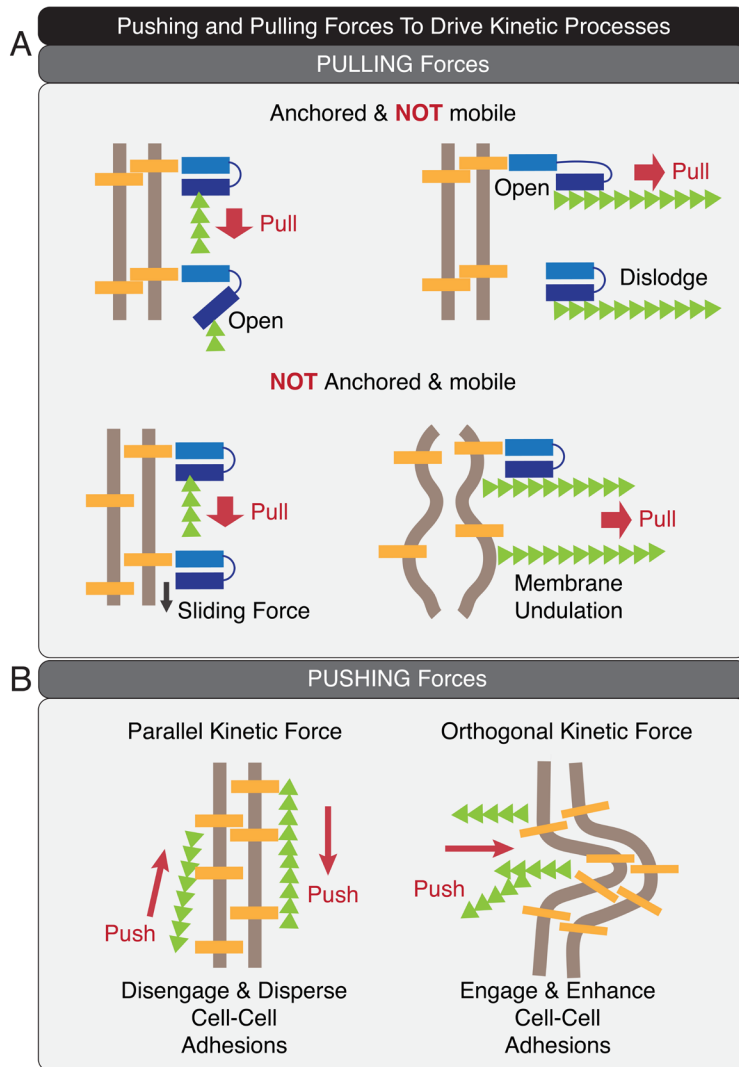 A
Pushing and Pulling Forces To Drive Kinetic Processes
PULLING Forces
Anchored & NOT mobile
Pull
Open
Open
Pull
Dislodge
NOT Anchored & mobile
Pull
Sliding Force
Pull
Membrane
Undulation
B
PUSHING Forces
Parallel Kinetic Force
Push
Push
Disengage & Disperse
Cell-Cell
Adhesions
Orthogonal Kinetic Force
Push
Engage & Enhance
Cell-Cell
Adhesions